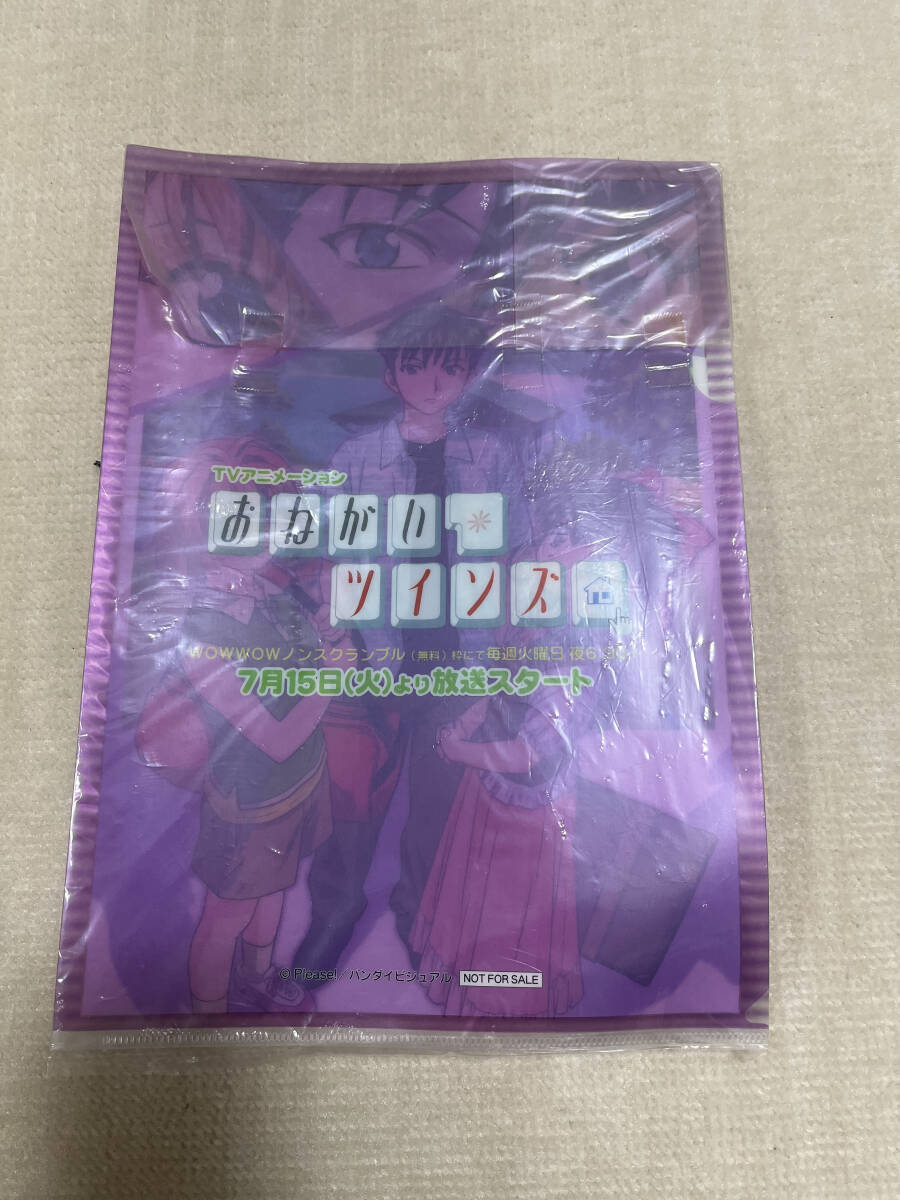 TVアニメーション
おねがい*
ツインズ
WOWWOWノンスクランブル(無料)枠にて毎週火曜日 夜6
7月15日(火)より放送スタート
© Please!/バンダイビジュアル NOT FOR SALE